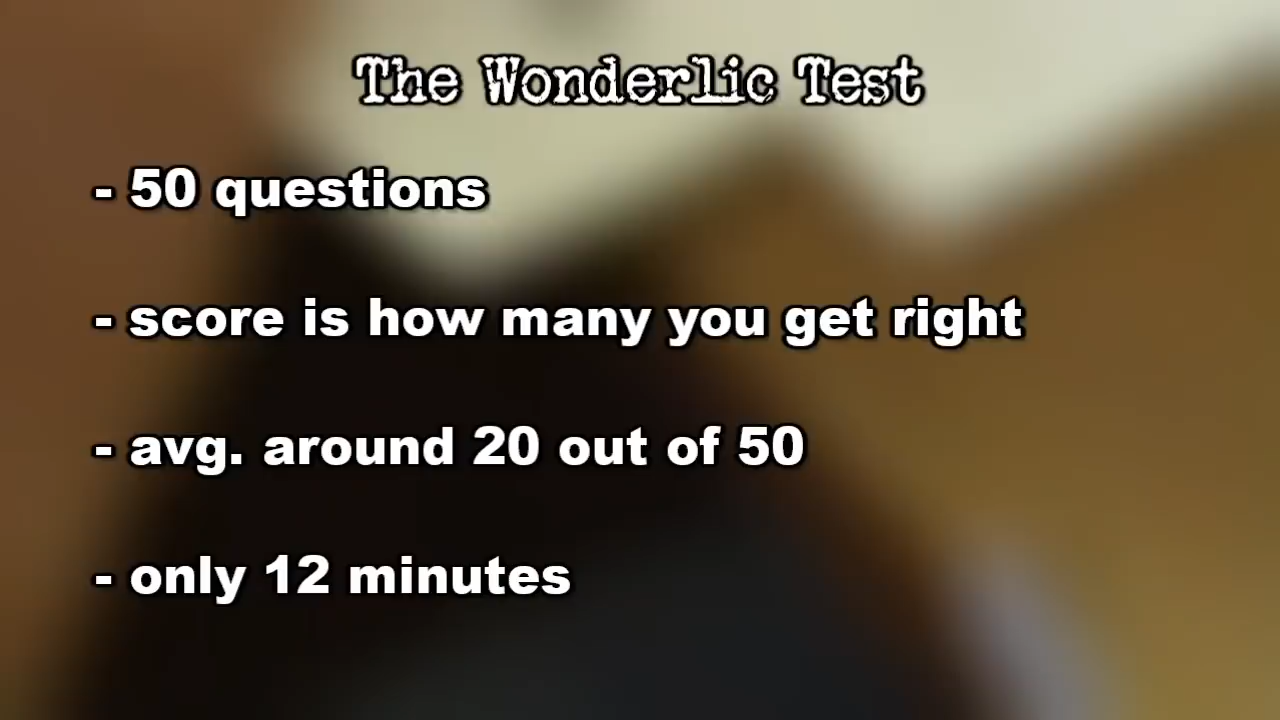 The Wonderlic Test
- 50 questions
- score is how many you get right
- avg. around 20 out of 50
- only 12 minutes